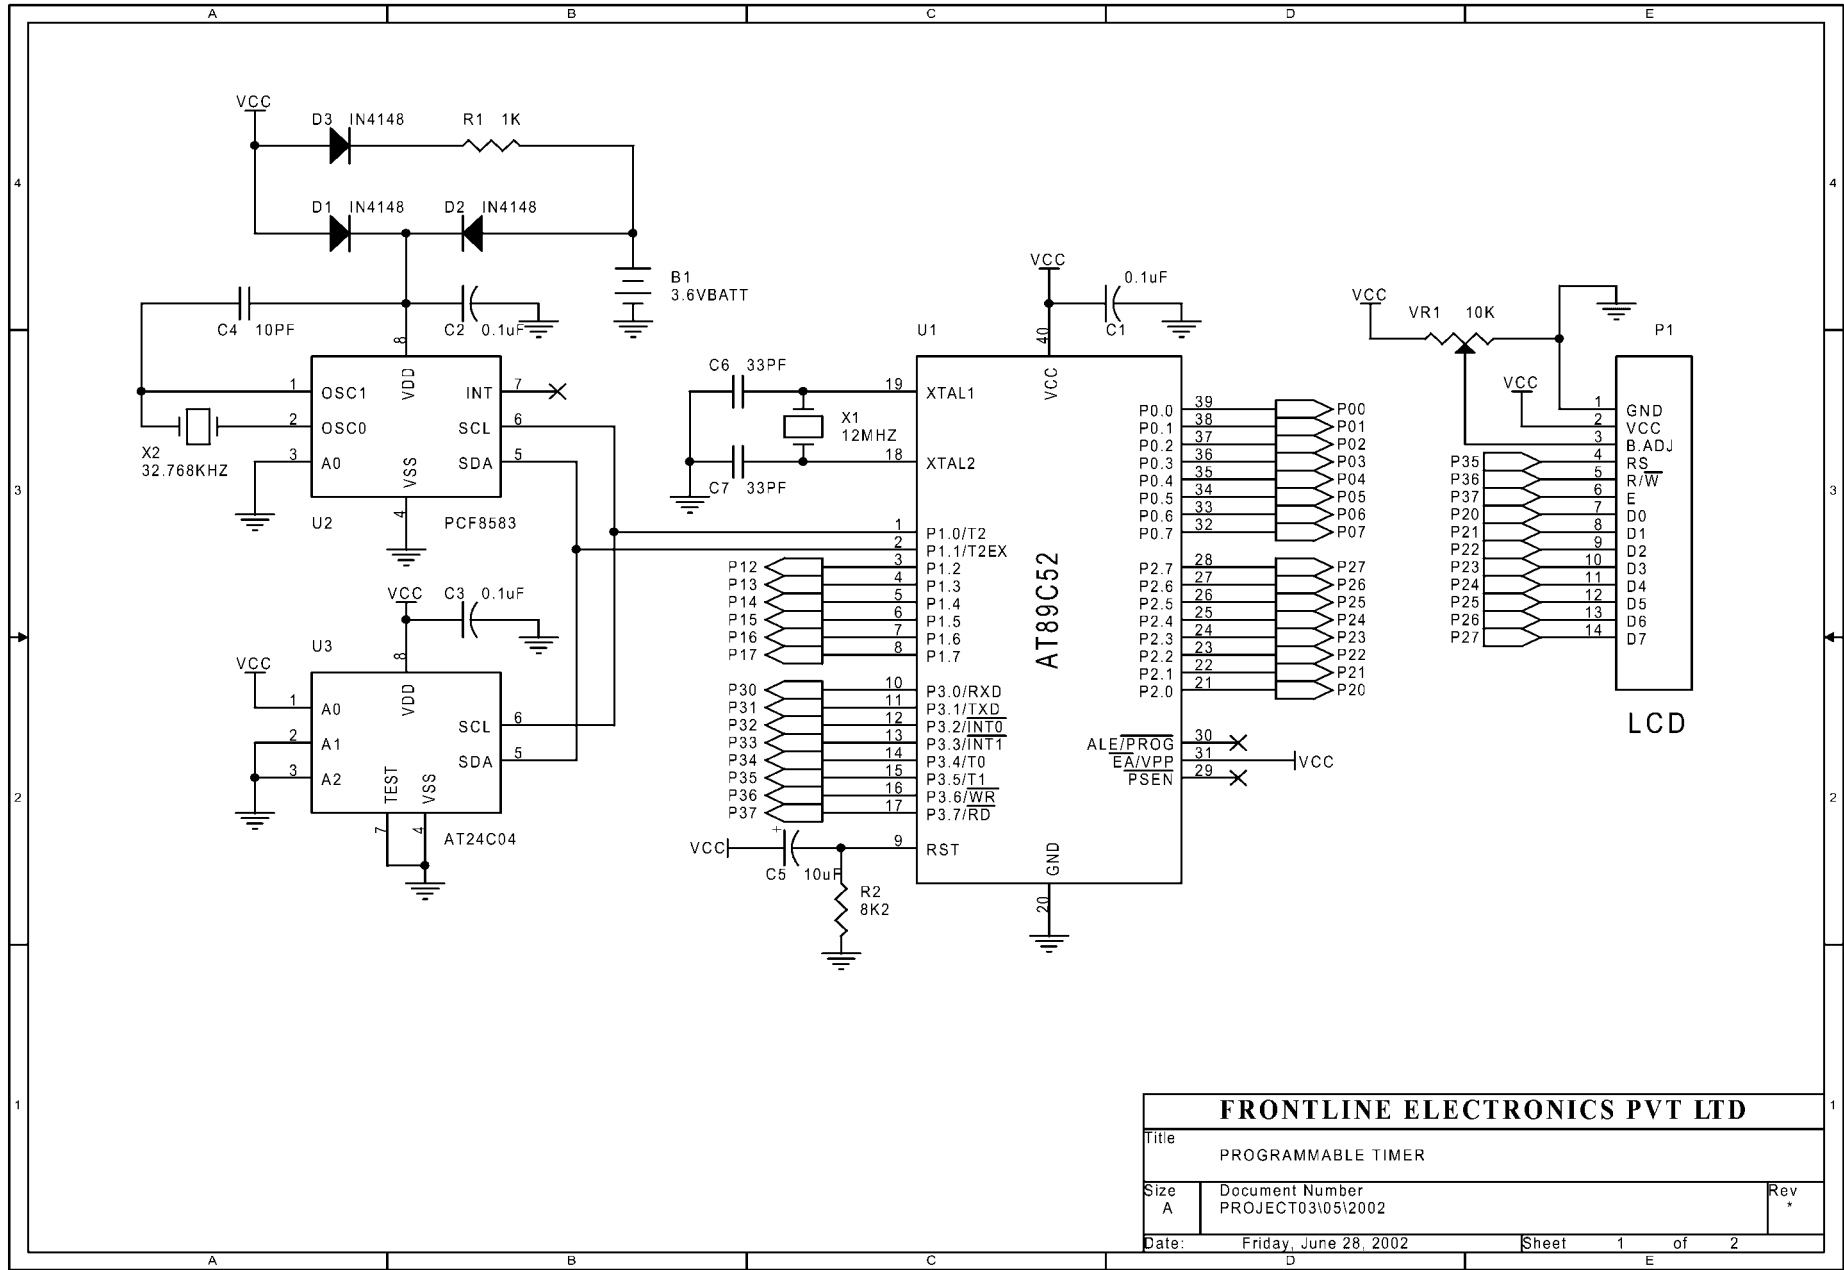 A B C D E
4 4
3 3
2 2
1 1
VCC
D3 IN4148
R1 1K
D1 IN4148
D2 IN4148
B1
3.6VBATT
C4 10PF
C2 0.1uF
8
VDD
1 OSC1
2 OSC0
3 A0
INT 7
SCL 6
SDA 5
VSS
4
X2
32.768KHZ
U2
PCF8583
VCC
C3 0.1uF
U3
8
VDD
VCC
1 A0
2 A1
3 A2
SCL 6
SDA 5
TEST
VSS
7
4
AT24C04
VCC
0.1uF
C1
U1
40
VCC
C6 33PF
X1
12MHZ
C7 33PF
19 XTAL1
18 XTAL2
1 P1.0/T2
2 P1.1/T2EX
P12 3 P1.2
P13 4 P1.3
P14 5 P1.4
P15 6 P1.5
P16 7 P1.6
P17 8 P1.7
P30 10 P3.0/RXD
P31 11 P3.1/TXD
P32 12 P3.2/INT0
P33 13 P3.3/INT1
P34 14 P3.4/T0
P35 15 P3.5/T1
P36 16 P3.6/WR
P37 17 P3.7/RD
VCC
+
C5 10uF
9 RST
R2
8K2
AT89C52
GND
20
P0.0 39 P00
P0.1 38 P01
P0.2 37 P02
P0.3 36 P03
P0.4 35 P04
P0.5 34 P05
P0.6 33 P06
P0.7 32 P07
P2.7 28 P27
P2.6 27 P26
P2.5 26 P25
P2.4 25 P24
P2.3 24 P23
P2.2 23 P22
P2.1 22 P21
P2.0 21 P20
ALE/PROG 30
EA/VPP 31 VCC
PSEN 29
VCC
VR1 10K
P1
VCC
1 GND
2 VCC
3 B.ADJ
P35 4 RS
P36 5 R/W
P37 6 E
P20 7 D0
P21 8 D1
P22 9 D2
P23 10 D3
P24 11 D4
P25 12 D5
P26 13 D6
P27 14 D7
LCD
FRONTLINE ELECTRONICS PVT LTD
Title
PROGRAMMABLE TIMER
Size
A
Document Number
PROJECT03\05\2002
Rev
*
Date: Friday, June 28, 2002 Sheet 1 of 2
A B C D E